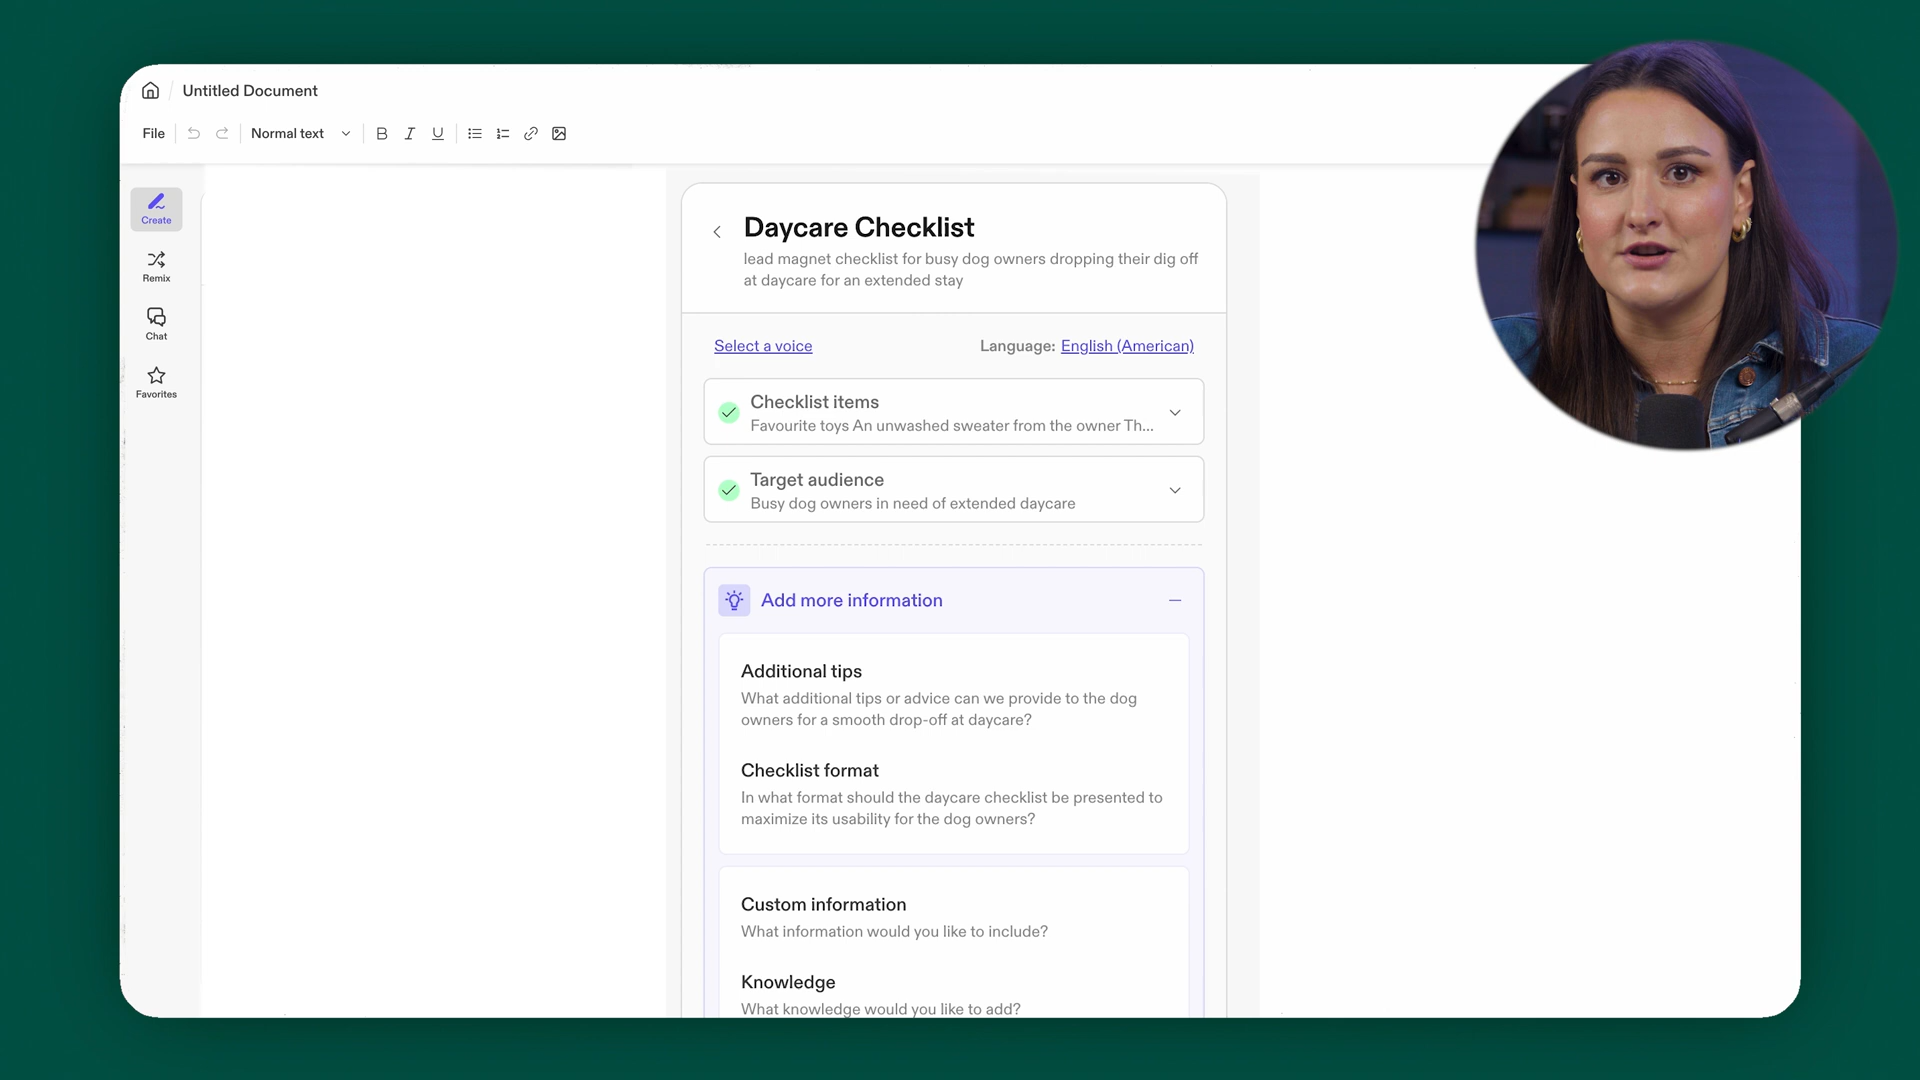 Untitled Document
File
Normal text
B I U
Create
Remix
Chat
Favorites
Daycare Checklist
lead magnet checklist for busy dog owners dropping their dig off
at daycare for an extended stay
Select a voice
Language: English (American)
Checklist items
Favourite toys An unwashed sweater from the owner Th...
Target audience
Busy dog owners in need of extended daycare
Add more information
Additional tips
What additional tips or advice can we provide to the dog
owners for a smooth drop-off at daycare?
Checklist format
In what format should the daycare checklist be presented to
maximize its usability for the dog owners?
Custom information
What information would you like to include?
Knowledge
What knowledge would you like to add?